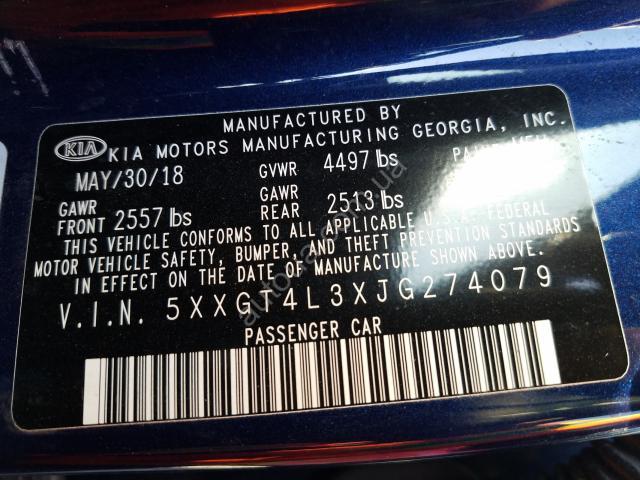 MANUFACTURED BY
KIA KIA MOTORS MANUFACTURING GEORGIA, INC.
MAY/30/18 GVWR 4497 lbs
GAWR FRONT 2557 lbs GAWR REAR 2513 lbs
THIS VEHICLE CONFORMS TO ALL APPLICABLE U.S.A. FEDERAL
MOTOR VEHICLE SAFETY, BUMPER, AND THEFT PREVENTION STANDARDS
IN EFFECT ON THE DATE OF MANUFACTURE SHOWN ABOVE.
V.I.N. 5XXGT4L3XJG274079
PASSENGER CAR